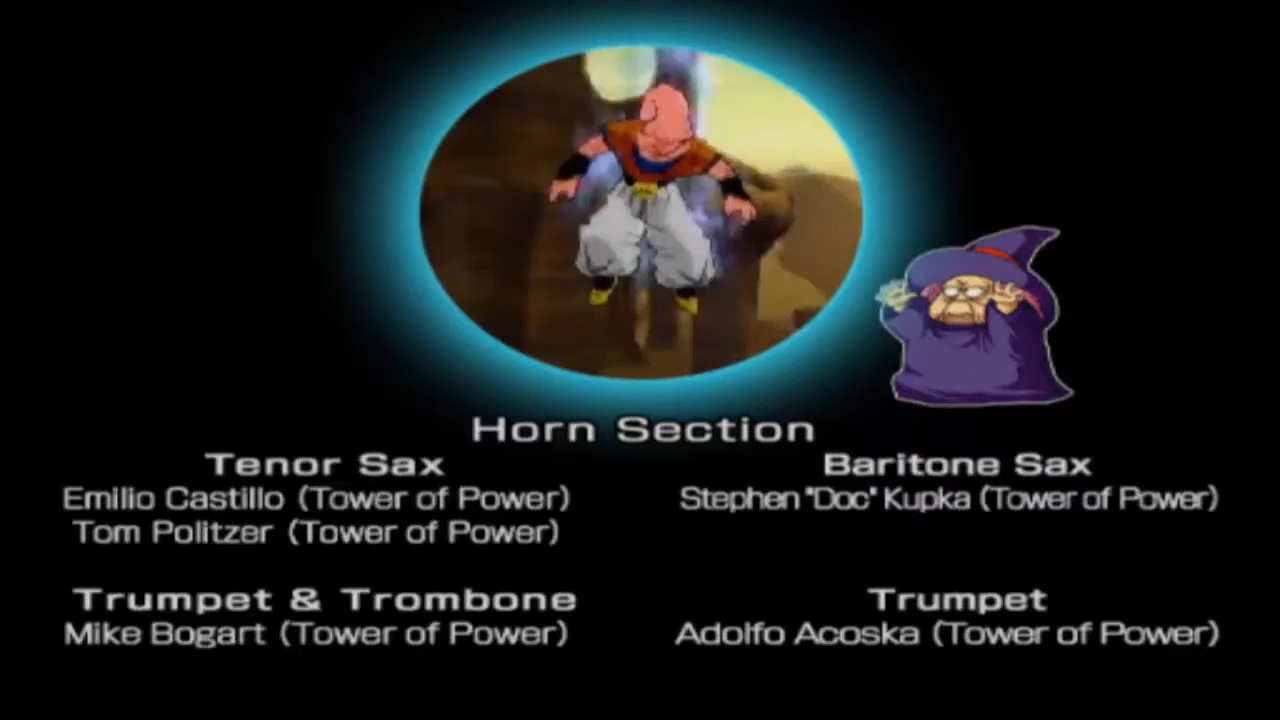 Horn Section
Tenor Sax
Emilio Castillo (Tower of Power)
Tom Politzer (Tower of Power)
Baritone Sax
Stephen "Doc" Kupka (Tower of Power)
Trumpet & Trombone
Mike Bogart (Tower of Power)
Trumpet
Adolfo Acoska (Tower of Power)